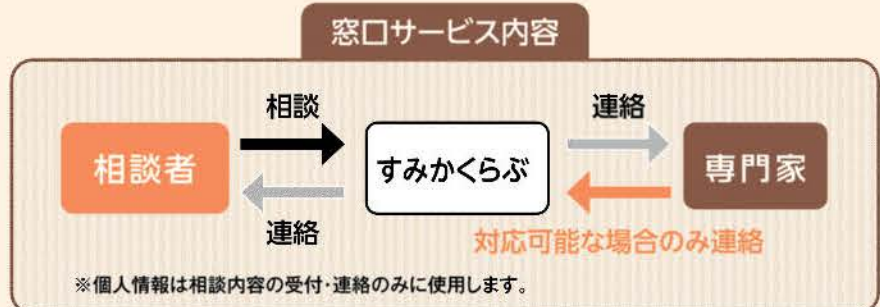 窓口サービス内容
相談
連絡
相談者
すみかくらぶ
専門家
連絡
対応可能な場合のみ連絡
※個人情報は相談内容の受付・連絡のみに使用します。